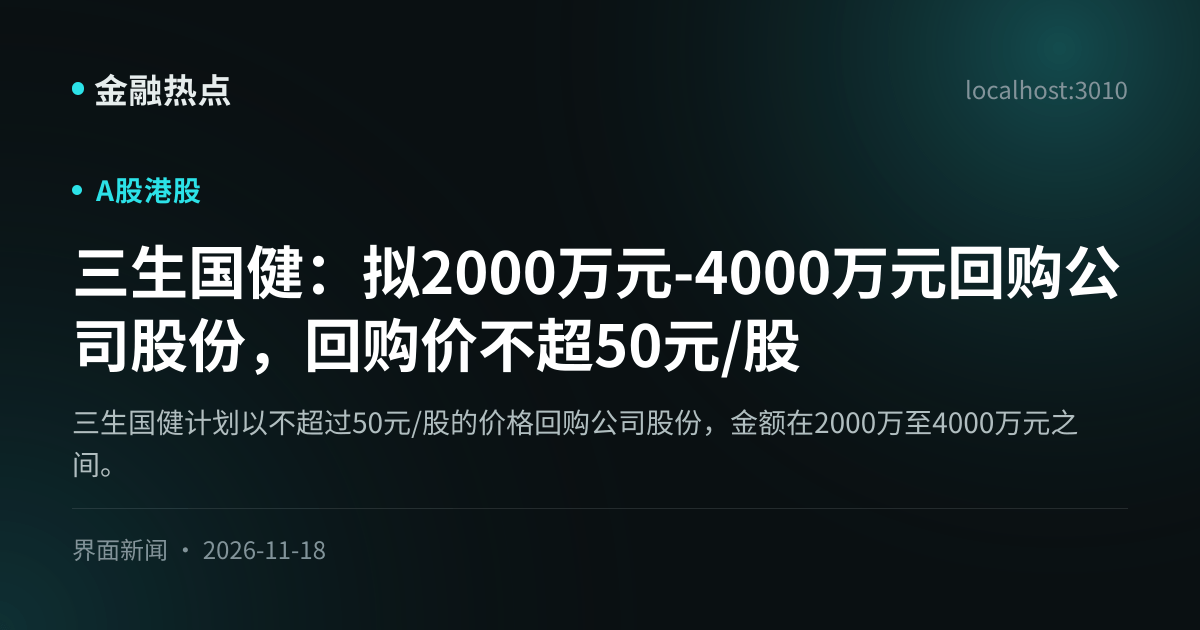 金融热点
localhost:3010
A股港股
三生国健：拟2000万元-4000万元回购公
司股份，回购价不超50元/股
三生国健计划以不超过50元/股的价格回购公司股份，金额在2000万至4000万元之
间。
界面新闻 · 2026-11-18